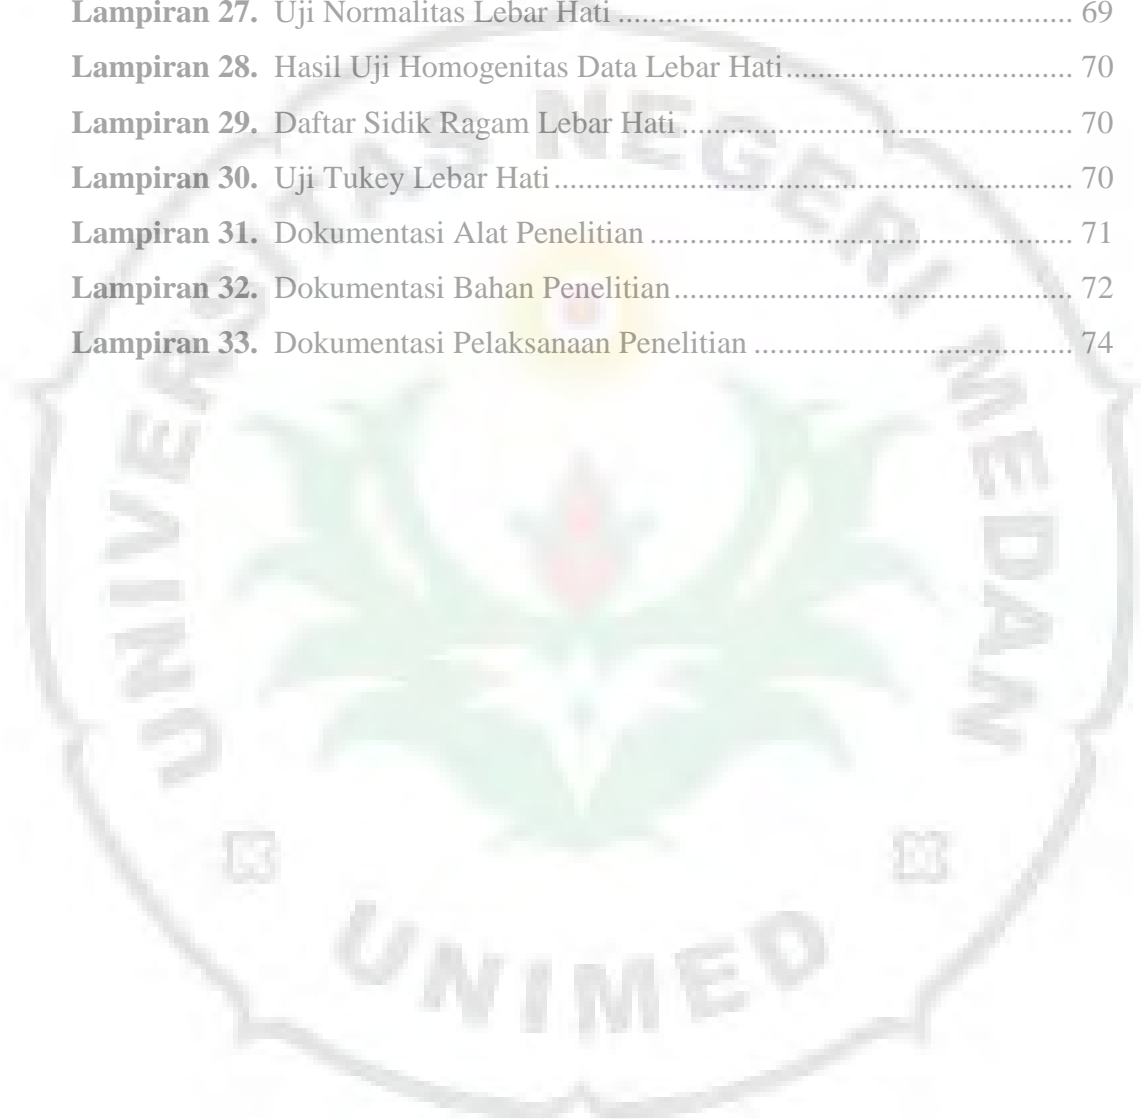 Lampiran 27. Uji Normalitas Lebar Hati ................................................ 69
Lampiran 28. Hasil Uji Homogenitas Data Lebar Hati .............................. 70
Lampiran 29. Daftar Sidik Ragam Lebar Hati ......................................... 70
Lampiran 30. Uji Tukey Lebar Hati ....................................................... 70
Lampiran 31. Dokumentasi Alat Penelitian ............................................ 71
Lampiran 32. Dokumentasi Bahan Penelitian .......................................... 72
Lampiran 33. Dokumentasi Pelaksanaan Penelitian .................................. 74
UNIVERSITAS NEGERI MEDAN
UNIMED